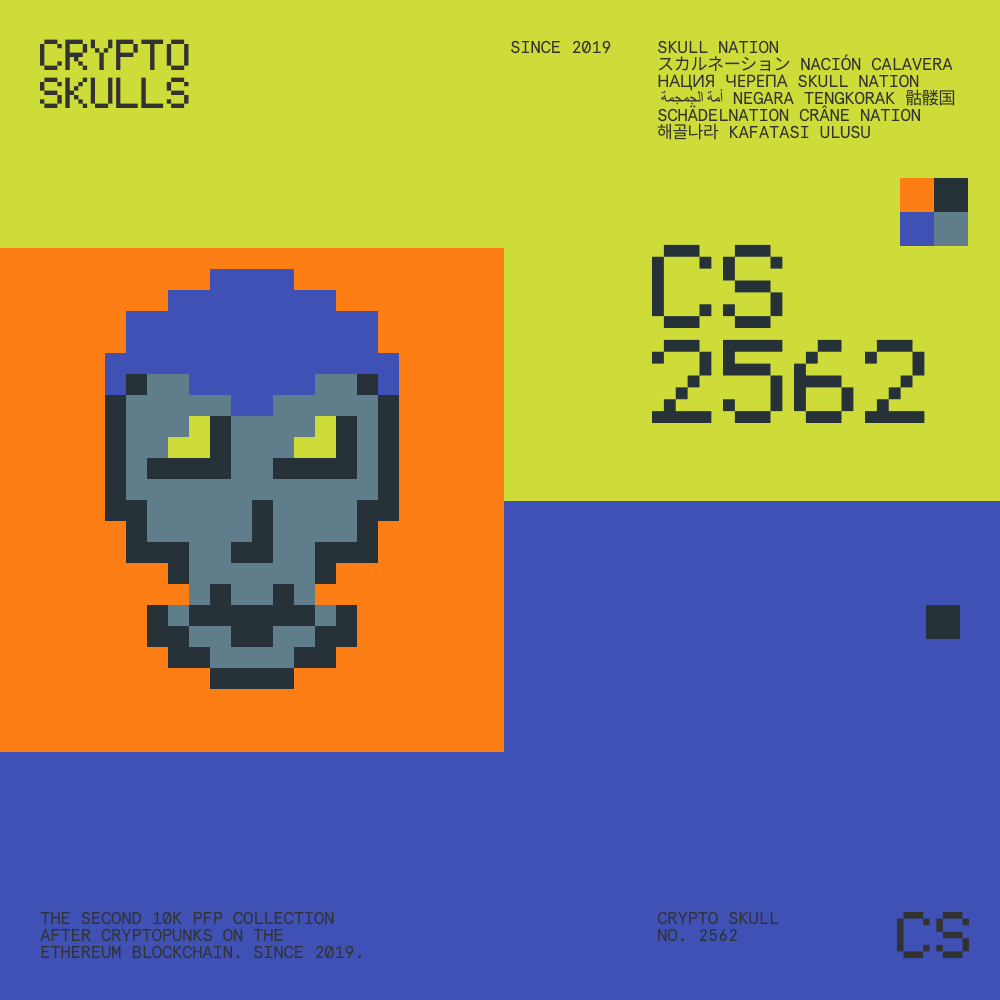 CRYPTO
SKULLS
SINCE 2019
SKULL NATION
スカルネーション NACIÓN CALAVERA
НАЦИЯ ЧЕРЕПА SKULL NATION
أمة الجمجمة NEGARA TENGKORAK 骷髅国
SCHÄDELNATION CRÂNE NATION
해골나라 KAFATASI ULUSU
CS
2562
THE SECOND 10K PFP COLLECTION
AFTER CRYPTOPUNKS ON THE
ETHEREUM BLOCKCHAIN. SINCE 2019.
CRYPTO SKULL
NO. 2562
CS